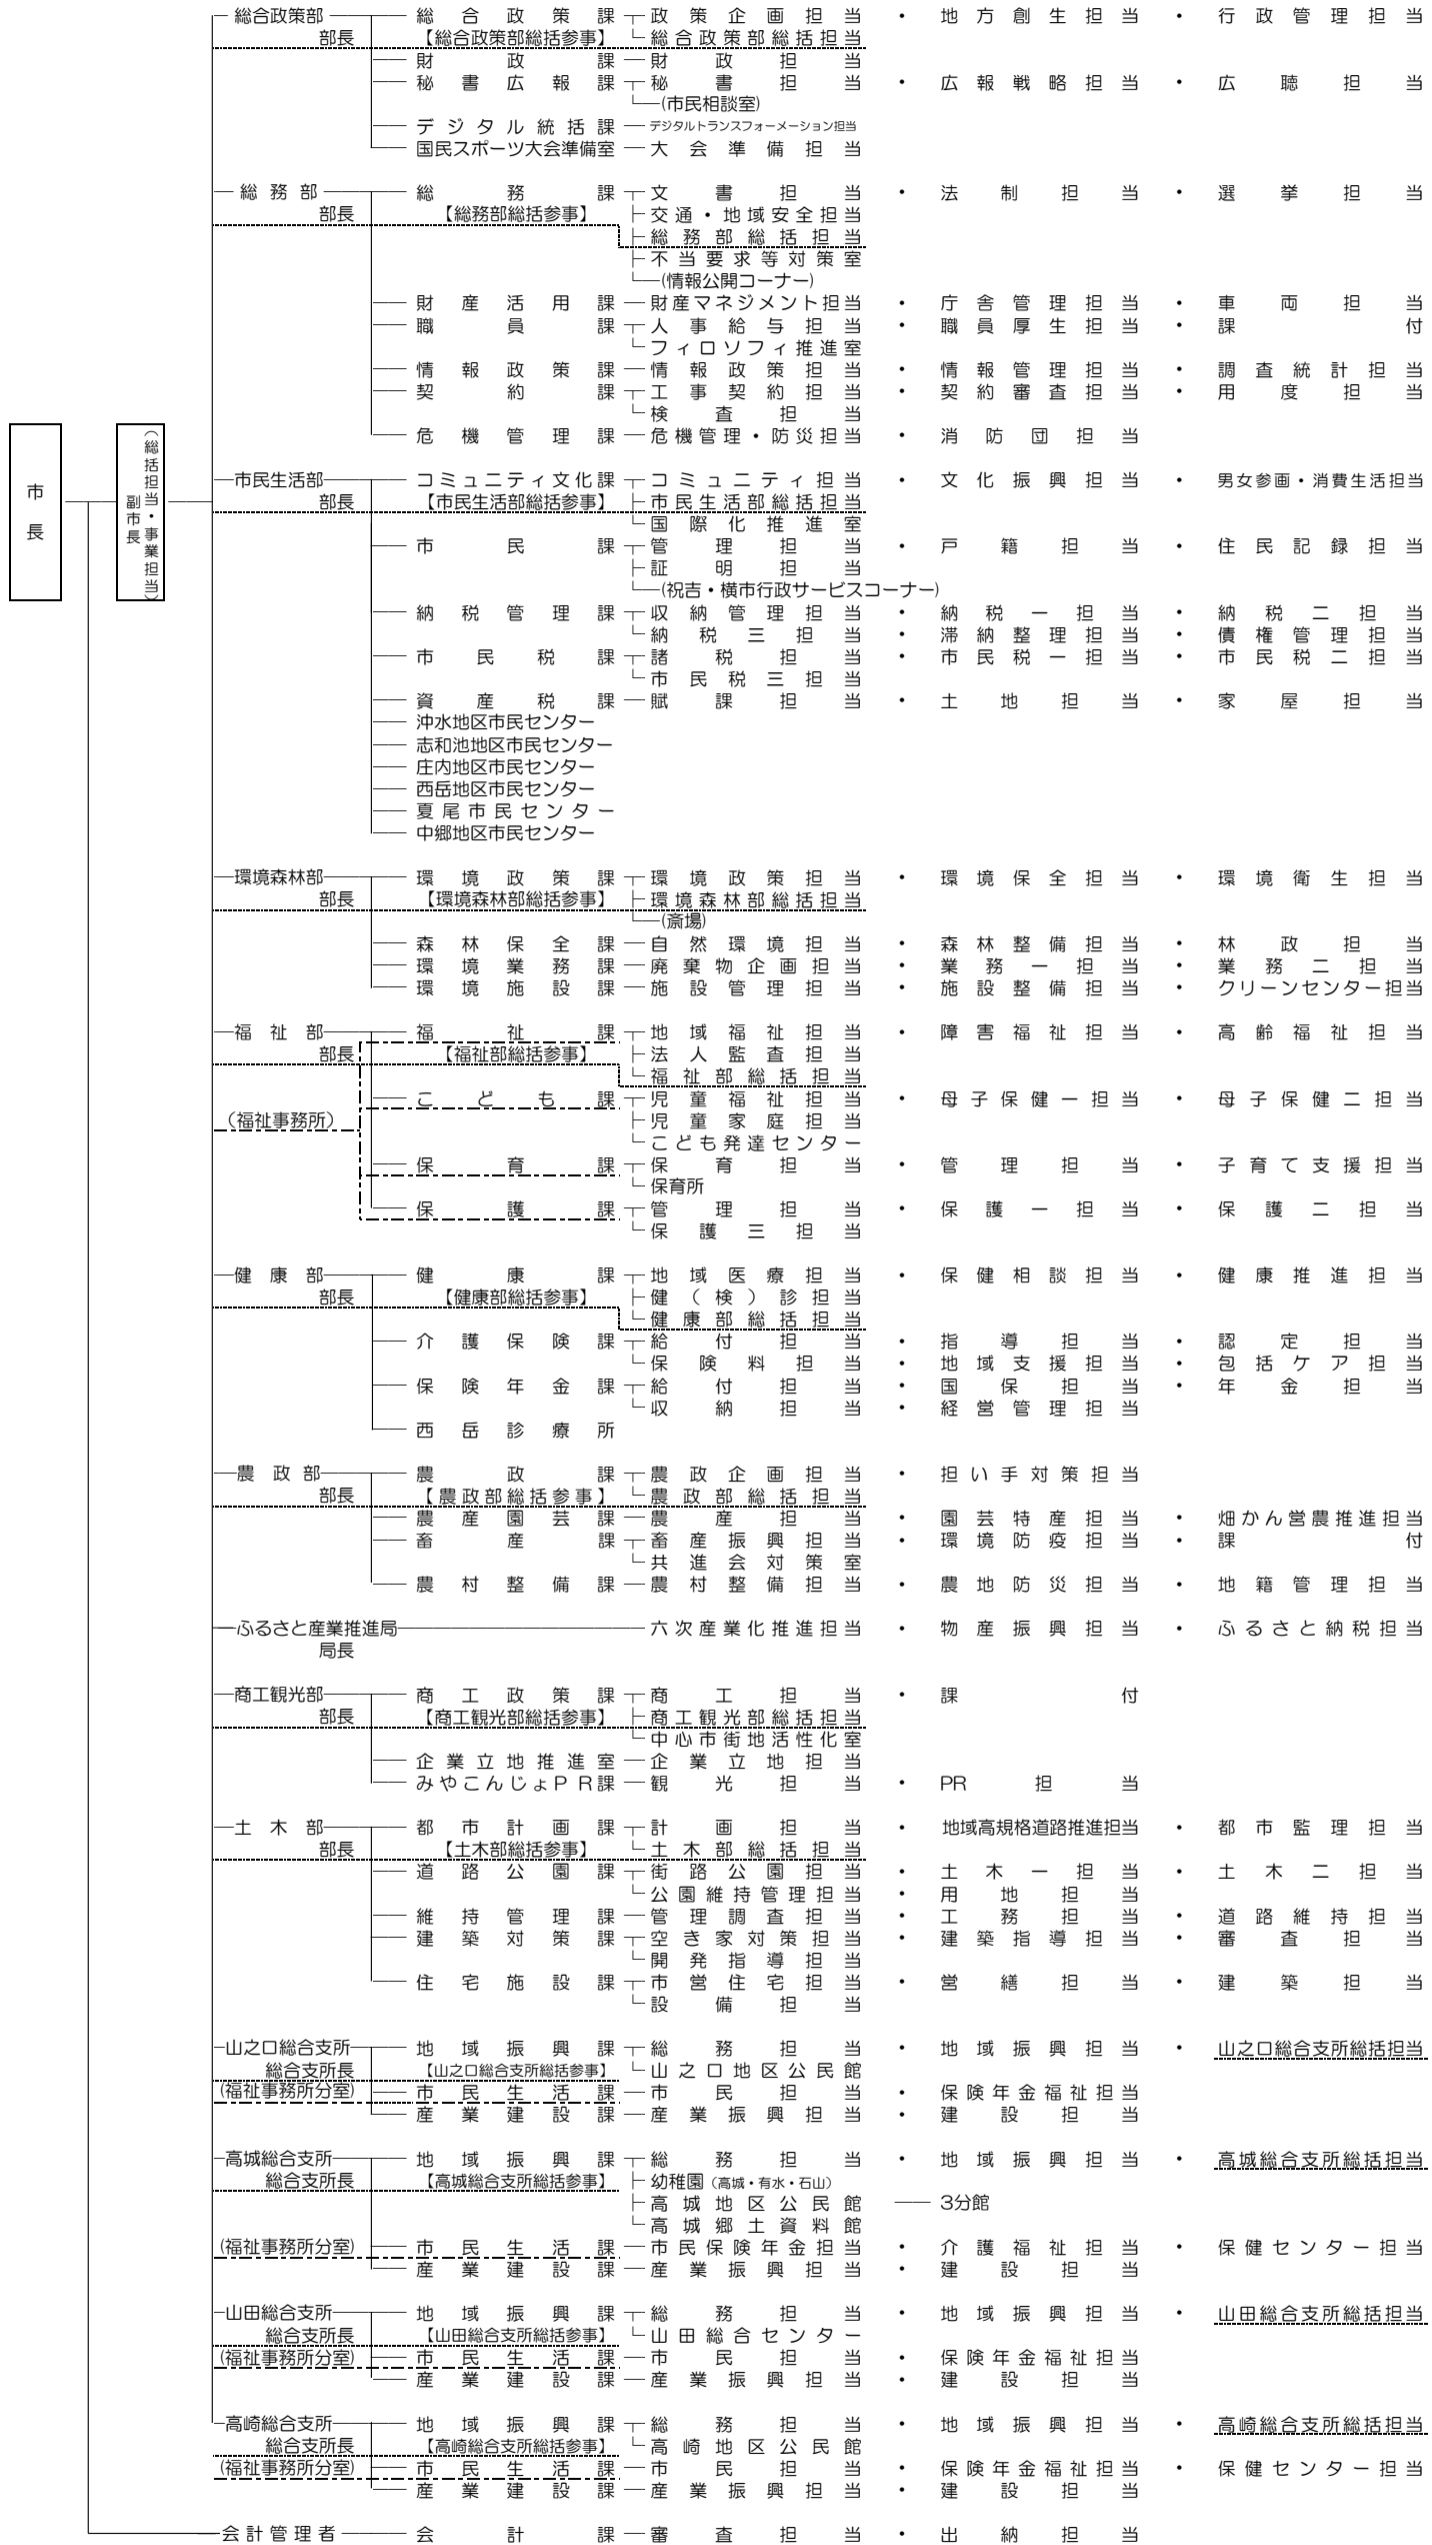 総合政策部 総合政策課 政策企画担当 ・ 地方創生担当 ・ 行政管理担当
部長 【総合政策部総括参事】 総合政策部総括担当
財政課 財政担当
秘書広報課 秘書担当 ・ 広報戦略担当 ・ 広聴担当
(市民相談室)
デジタル統括課 デジタルトランスフォーメーション担当
国民スポーツ大会準備室 大会準備担当
総務部 総務課 文書担当 ・ 法制担当 ・ 選挙担当
部長 【総務部総括参事】 交通・地域安全担当
総務部総括担当
不当要求等対策室
(情報公開コーナー)
財産活用課 財産マネジメント担当 ・ 庁舎管理担当 ・ 車両担当
職員課 人事給与担当 ・ 職員厚生担当 ・ 課付
フィロソフィ推進室
情報政策課 情報政策担当 ・ 情報管理担当 ・ 調査統計担当
契約課 工事契約担当 ・ 契約審査担当 ・ 用度担当
検査担当
危機管理課 危機管理・防災担当 ・ 消防団担当
市長
副市長
(総括担当・事業担当)
市民生活部 コミュニティ文化課 コミュニティ担当 ・ 文化振興担当 ・ 男女参画・消費生活担当
部長 【市民生活部総括参事】 市民生活部総括担当
国際化推進室
市民課 管理担当 ・ 戸籍担当 ・ 住民記録担当
証明担当
(祝吉・横市行政サービスコーナー)
納税管理課 収納管理担当 ・ 納税一担当 ・ 納税二担当
納税三担当 ・ 滞納整理担当 ・ 債権管理担当
市民税課 諸税担当 ・ 市民税一担当 ・ 市民税二担当
市民税三担当
資産税課 賦課担当 ・ 土地担当 ・ 家屋担当
沖水地区市民センター
志和池地区市民センター
庄内地区市民センター
西岳地区市民センター
夏尾市民センター
中郷地区市民センター
環境森林部 環境政策課 環境政策担当 ・ 環境保全担当 ・ 環境衛生担当
部長 【環境森林部総括参事】 環境森林部総括担当
(斎場)
森林保全課 自然環境担当 ・ 森林整備担当 ・ 林政担当
環境業務課 廃棄物企画担当 ・ 業務一担当 ・ 業務二担当
環境施設課 施設管理担当 ・ 施設整備担当 ・ クリーンセンター担当
福祉部 福祉課 地域福祉担当 ・ 障害福祉担当 ・ 高齢福祉担当
部長 【福祉部総括参事】 法人監査担当
福祉部総括担当
こども課 児童福祉担当 ・ 母子保健一担当 ・ 母子保健二担当
(福祉事務所) 児童家庭担当
こども発達センター
保育課 保育担当 ・ 管理担当 ・ 子育て支援担当
保育所
保護課 管理担当 ・ 保護一担当 ・ 保護二担当
保護三担当
健康部 健康課 地域医療担当 ・ 保健相談担当 ・ 健康推進担当
部長 【健康部総括参事】 健(検)診担当
健康部総括担当
介護保険課 給付担当 ・ 指導担当 ・ 認定担当
保険料担当 ・ 地域支援担当 ・ 包括ケア担当
保険年金課 給付担当 ・ 国保担当 ・ 年金担当
収納担当 ・ 経営管理担当
西岳診療所
農政部 農政課 農政企画担当 ・ 担い手対策担当
部長 【農政部総括参事】 農政部総括担当
農産園芸課 農産担当 ・ 園芸特産担当 ・ 畑かん営農推進担当
畜産課 畜産振興担当 ・ 環境防疫担当 ・ 課付
共進会対策室
農村整備課 農村整備担当 ・ 農地防災担当 ・ 地籍管理担当
ふるさと産業推進局 六次産業化推進担当 ・ 物産振興担当 ・ ふるさと納税担当
局長
商工観光部 商工政策課 商工担当 ・ 課付
部長 【商工観光部総括参事】 商工観光部総括担当
中心市街地活性化室
企業立地推進室 企業立地担当
みやこんじょPR課 観光担当 ・ PR担当
土木部 都市計画課 計画担当 ・ 地域高規格道路推進担当 ・ 都市監理担当
部長 【土木部総括参事】 土木部総括担当
道路公園課 街路公園担当 ・ 土木一担当 ・ 土木二担当
公園維持管理担当 ・ 用地担当
維持管理課 管理調査担当 ・ 工務担当 ・ 道路維持担当
建築対策課 空き家対策担当 ・ 建築指導担当 ・ 審査担当
開発指導担当
住宅施設課 市営住宅担当 ・ 営繕担当 ・ 建築担当
設備担当
山之口総合支所 地域振興課 総務担当 ・ 地域振興担当 ・ 山之口総合支所総括担当
総合支所長 【山之口総合支所総括参事】 山之口地区公民館
(福祉事務所分室) 市民生活課 市民担当 ・ 保険年金福祉担当
産業建設課 産業振興担当 ・ 建設担当
高城総合支所 地域振興課 総務担当 ・ 地域振興担当 ・ 高城総合支所総括担当
総合支所長 【高城総合支所総括参事】 幼稚園(高城・有水・石山)
高城地区公民館 3分館
高城郷土資料館
(福祉事務所分室) 市民生活課 市民保険年金担当 ・ 介護福祉担当 ・ 保健センター担当
産業建設課 産業振興担当 ・ 建設担当
山田総合支所 地域振興課 総務担当 ・ 地域振興担当 ・ 山田総合支所総括担当
総合支所長 【山田総合支所総括参事】 山田総合センター
(福祉事務所分室) 市民生活課 市民担当 ・ 保険年金福祉担当
産業建設課 産業振興担当 ・ 建設担当
高崎総合支所 地域振興課 総務担当 ・ 地域振興担当 ・ 高崎総合支所総括担当
総合支所長 【高崎総合支所総括参事】 高崎地区公民館
(福祉事務所分室) 市民生活課 市民担当 ・ 保険年金福祉担当 ・ 保健センター担当
産業建設課 産業振興担当 ・ 建設担当
会計管理者 会計課 審査担当 ・ 出納担当